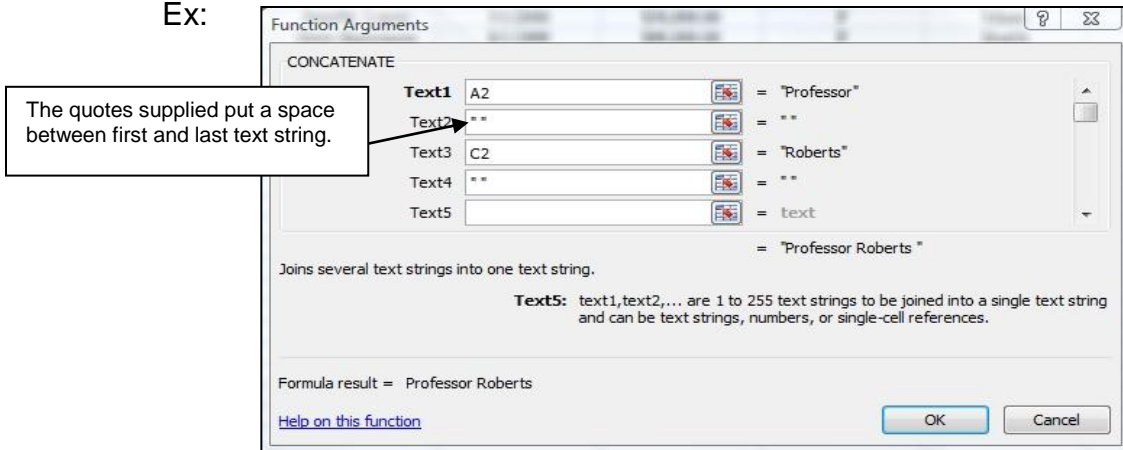 Ex:
Function Arguments
CONCATENATE
Text1 A2 = "Professor"
The quotes supplied put a space
between first and last text string.
Text2 " " = " "
Text3 C2 = "Roberts"
Text4 " " = " "
Text5 = text
= "Professor Roberts "
Joins several text strings into one text string.
Text5: text1,text2,... are 1 to 255 text strings to be joined into a single text string
and can be text strings, numbers, or single-cell references.
Formula result = Professor Roberts
Help on this function
OK Cancel